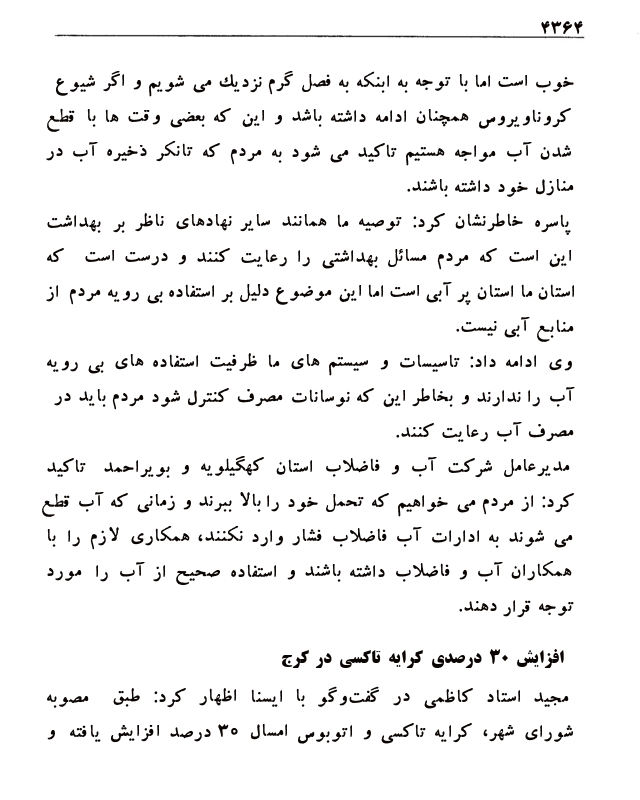 ۴۳۶۴
خوب است اما با توجه به اینکه به فصل گرم نزدیك می شویم و اگر شیوع
کروناویروس همچنان ادامه داشته باشد و این که بعضی وقت ها با قطع
شدن آب مواجه هستیم تاکید می شود به مردم که تانکر ذخیره آب در
منازل خود داشته باشند.
پاسره خاطرنشان کرد: توصیه ما همانند سایر نهادهای ناظر بر بهداشت
این است که مردم مسائل بهداشتی را رعایت کنند و درست است که
استان ما استان پر آبی است اما این موضوع دلیل بر استفاده بی رویه مردم از
منابع آبی نیست.
وی ادامه داد: تاسیسات و سیستم های ما ظرفیت استفاده های بی رویه
آب را ندارند و بخاطر این که نوسانات مصرف کنترل شود مردم باید در
مصرف آب رعایت کنند.
مدیرعامل شرکت آب و فاضلاب استان کهگیلویه و بویراحمد تاکید
کرد: از مردم می خواهیم که تحمل خود را بالا ببرند و زمانی که آب قطع
می شوند به ادارات آب فاضلاب فشار وارد نکنند، همکاری لازم را با
همکاران آب و فاضلاب داشته باشند و استفاده صحیح از آب را مورد
توجه قرار دهند.
افزایش ۳۰ درصدی کرایه تاکسی در کرج
مجید استاد کاظمی در گفت‌وگو با ایسنا اظهار کرد: طبق مصوبه
شورای شهر، کرایه تاکسی و اتوبوس امسال ۳۰ درصد افزایش یافته و